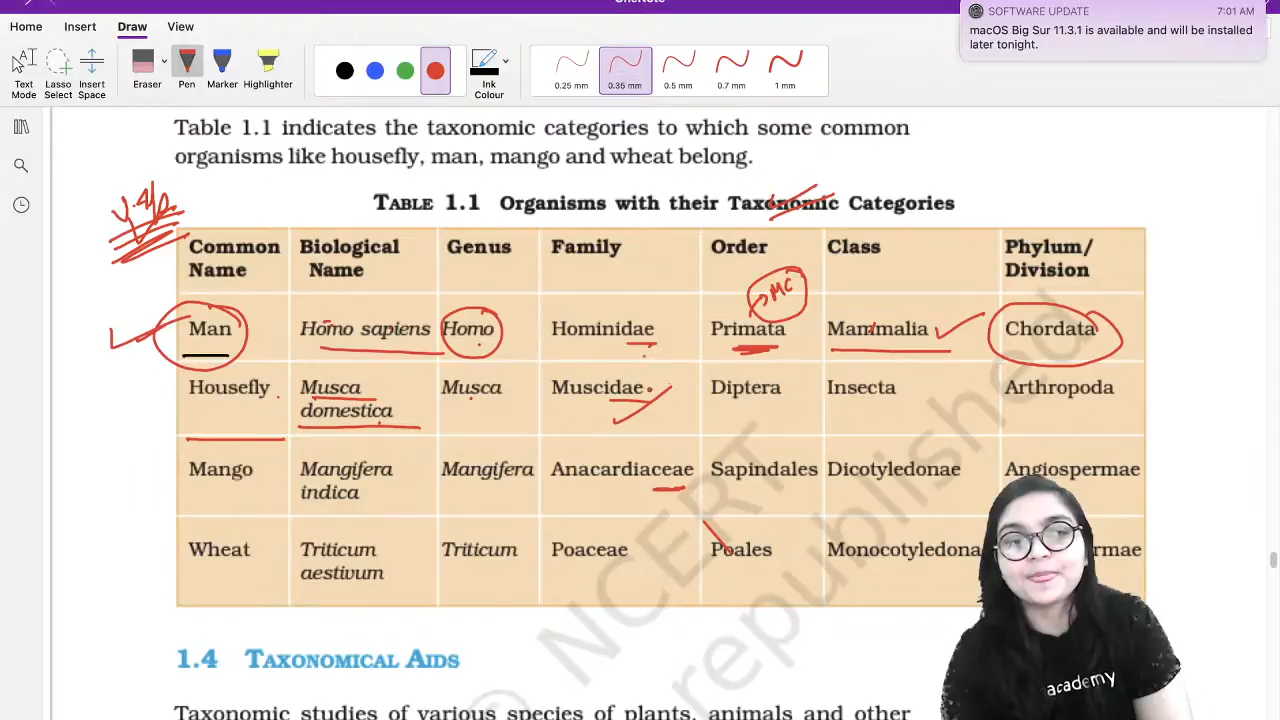 OneNote
SOFTWARE UPDATE 7:01 AM
macOS Big Sur 11.3.1 is available and will be installed
later tonight.
Home Insert Draw View
Text Mode
Lasso Select
Insert Space
Eraser
Pen
Marker
Highlighter
Ink Colour
0.25 mm 0.35 mm 0.5 mm 0.7 mm 1 mm
Table 1.1 indicates the taxonomic categories to which some common
organisms like housefly, man, mango and wheat belong.
TABLE 1.1 Organisms with their Taxonomic Categories
Common Name Biological Name Genus Family Order Class Phylum/ Division
MC
Man Homo sapiens Homo Hominidae Primata Mammalia Chordata
Housefly Musca domestica Musca Muscidae Diptera Insecta Arthropoda
Mango Mangifera indica Mangifera Anacardiaceae Sapindales Dicotyledonae Angiospermae
Wheat Triticum aestivum Triticum Poaceae Poales Monocotyledona rmae
© NCERT
republished
1.4 TAXONOMICAL AIDS
Taxonomic studies of various species of plants, animals and other
academy